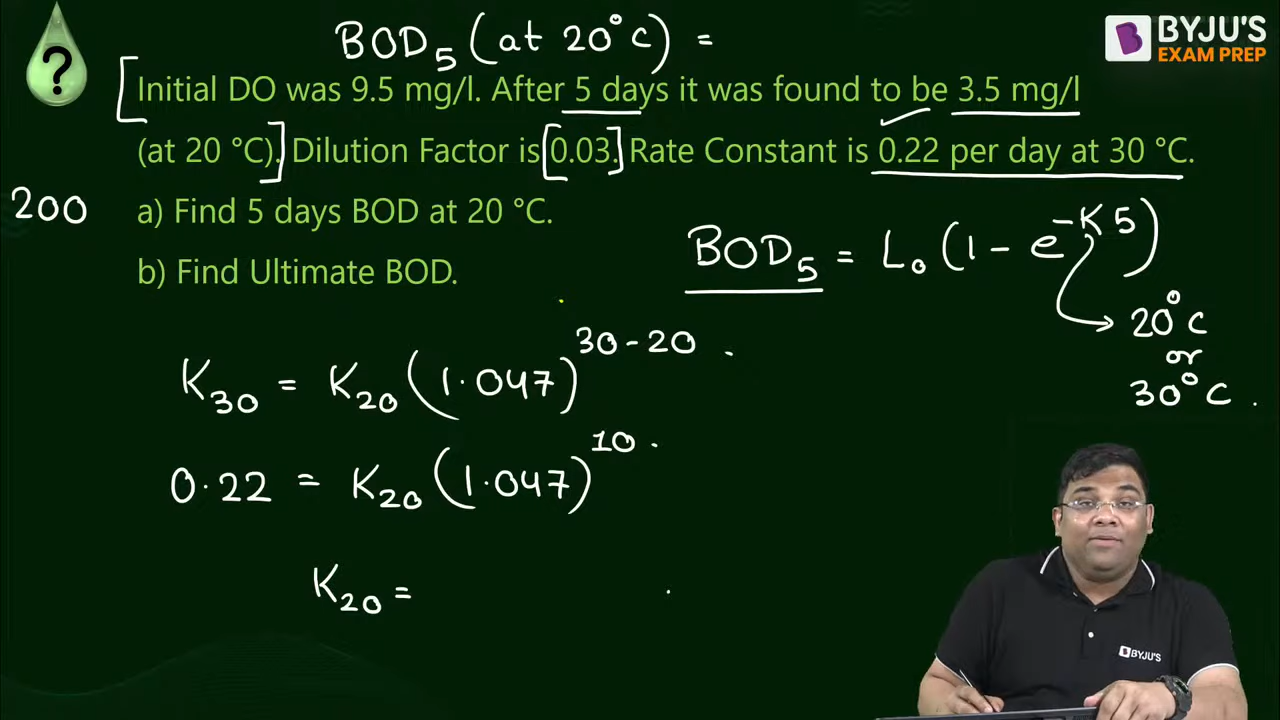 BOD₅ (at 20°C) =
BYJU'S
EXAM PREP
?
Initial DO was 9.5 mg/l. After 5 days it was found to be 3.5 mg/l
(at 20 °C). Dilution Factor is [0.03.] Rate Constant is 0.22 per day at 30 °C.
200
a) Find 5 days BOD at 20 °C.
b) Find Ultimate BOD.
BOD₅ = L₀ (1 - e^-K5)
20°C
or
30°C.
K₃₀ = K₂₀ (1.047)^30-20.
0.22 = K₂₀ (1.047)^10.
K₂₀ =
BYJU'S